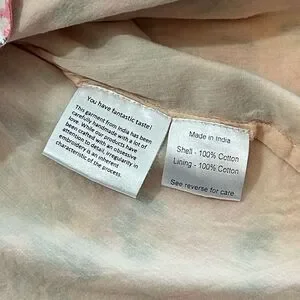 You have fantastic taste!
This garment from India has been
carefully handmade with a lot of
love. While our products have
been crafted with an obsessive
attention to detail, irregularity in
embroidery is an inherent
characteristic of the process.
Made in India
Shell - 100% Cotton
Lining - 100% Cotton
See reverse for care.